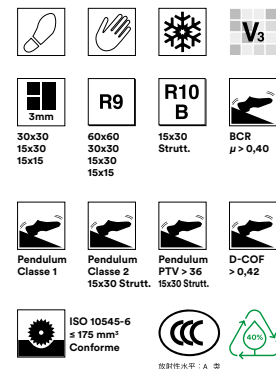 V3
3mm
30x30
15x30
15x15
R9
60x60
30x30
15x30
15x15
R10
B
15x30
Strutt.
BCR
μ > 0,40
Pendulum
Classe 1
Pendulum
Classe 2
15x30 Strutt.
Pendulum
PTV > 36
15x30 Strutt.
D-COF
> 0,42
ISO 10545-6
≤ 175 mm³
Conforme
CCC
放射性水平：A 类
40%